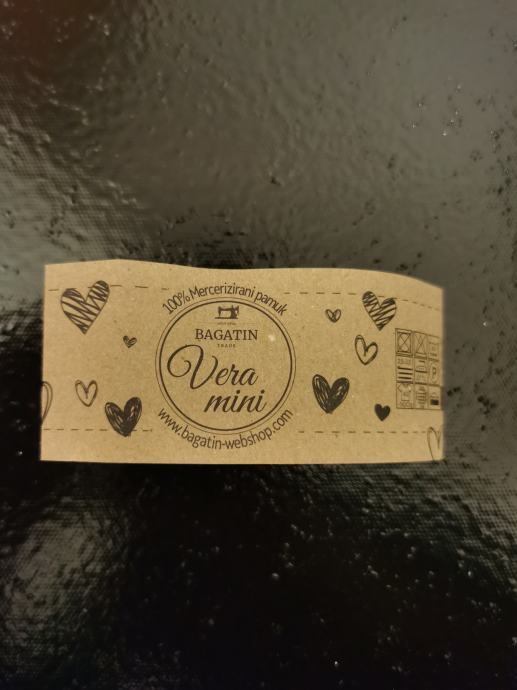 100% Mercerizirani pamuk
BAGATIN
TRADE
Vera
mini
www.bagatin-webshop.com
P